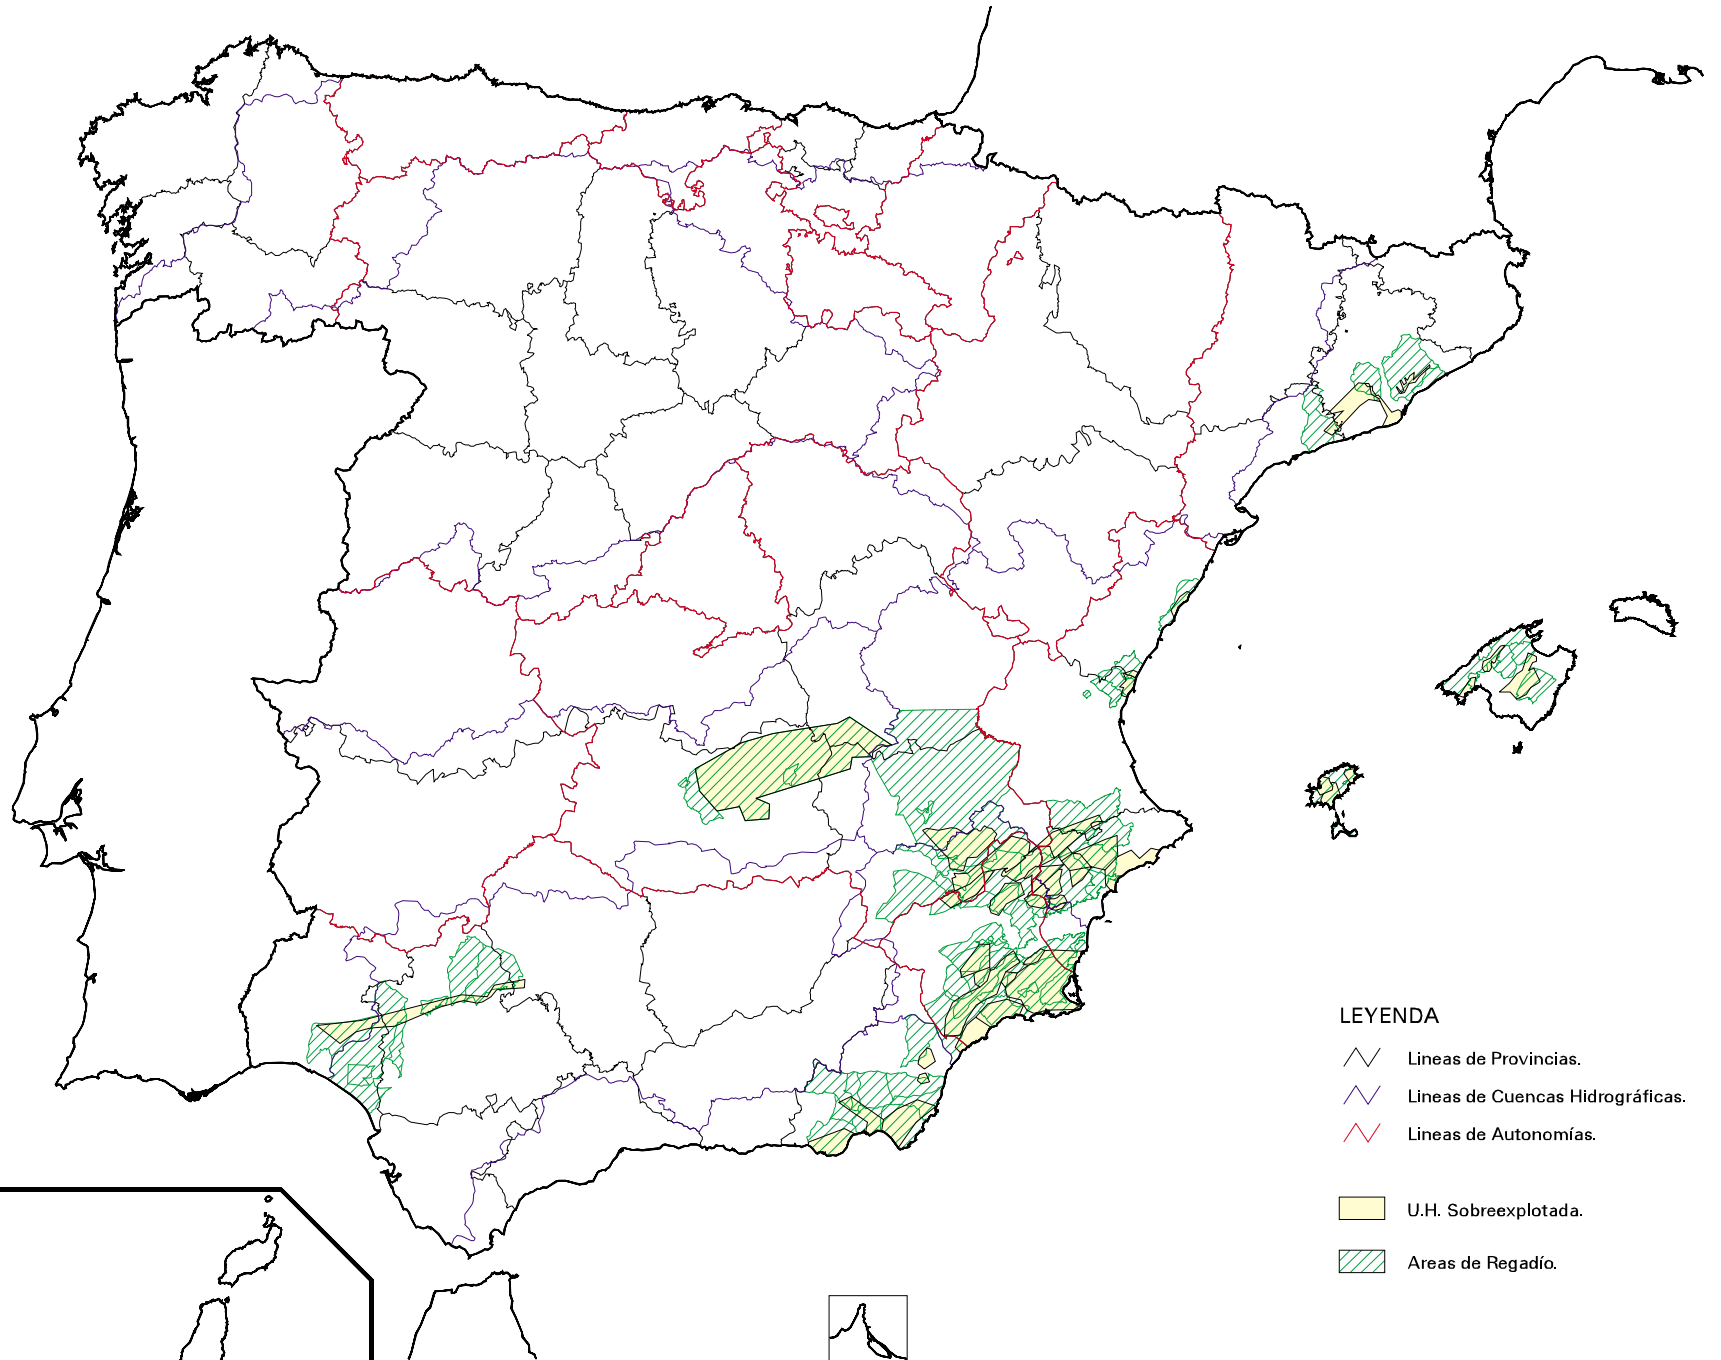 LEYENDA
Lineas de Provincias.
Lineas de Cuencas Hidrográficas.
Lineas de Autonomías.
U.H. Sobreexplotada.
Areas de Regadío.